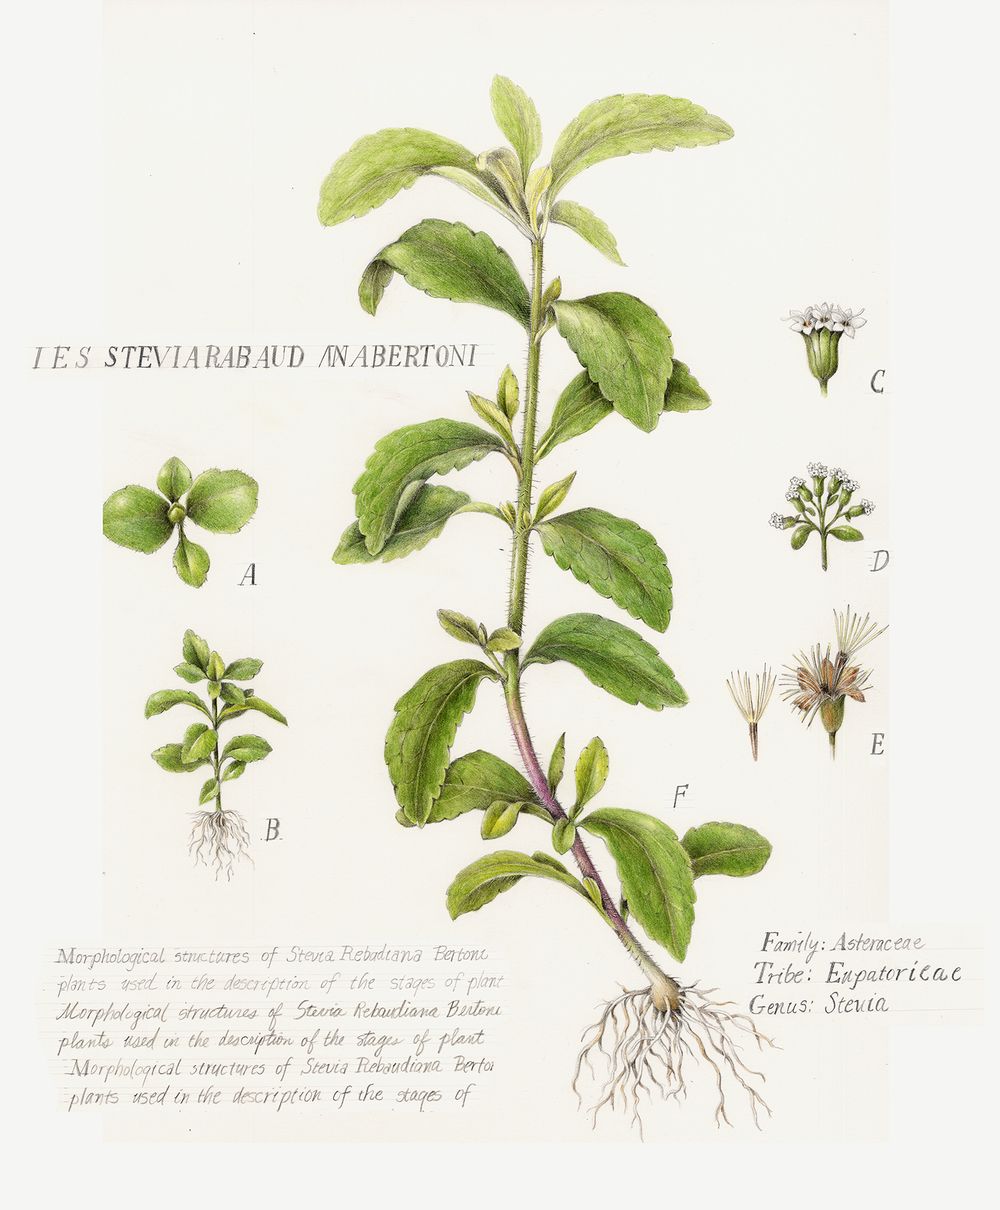 IES STEVIARABAUD ANABERTONI
A
B
C
D
E
F
Morphological structures of Stevia Rebadiana Bertoni
plants used in the description of the stages of plant
Morphological structures of Stevia Rebaudiana Bertoni
plants used in the description of the stages of plant
Morphological structures of Stevia Rebaudiana Berto
plants used in the description of the stages of
Family: Asteraceae
Tribe: Eupatorieae
Genus: Stevia